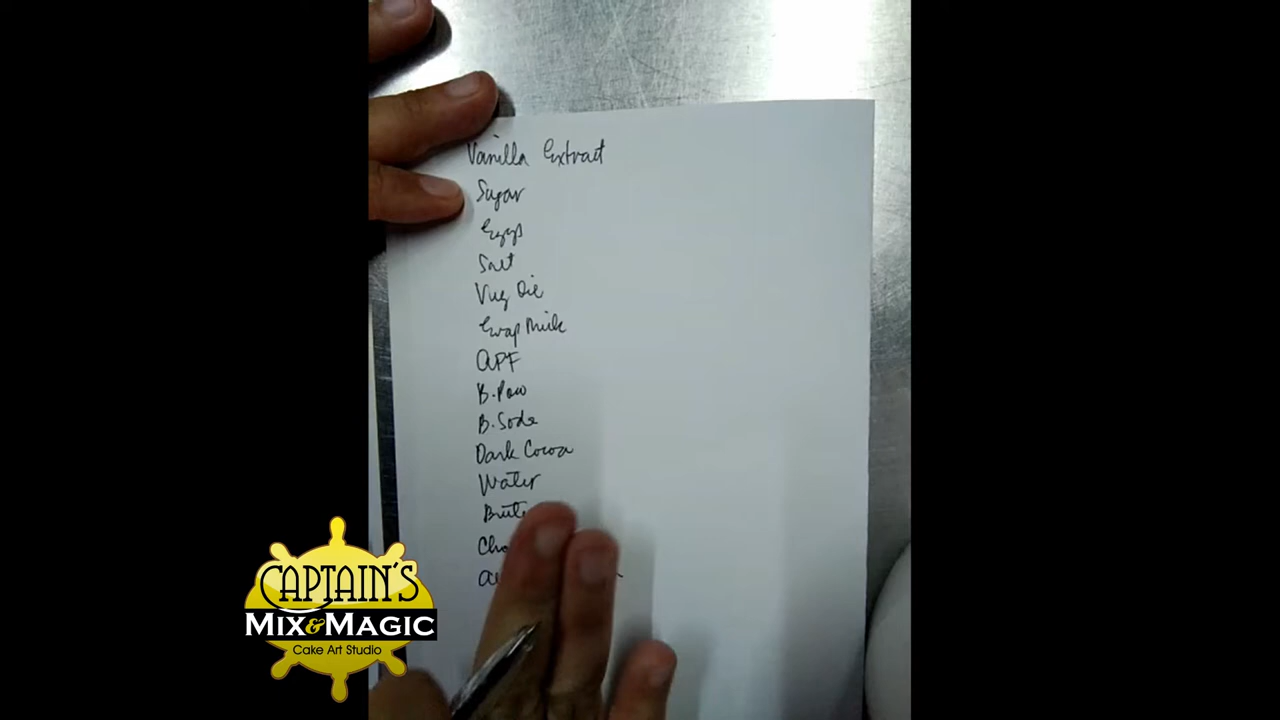 Vanilla Extract
Sugar
Eggs
Salt
Veg Oil
Evap Milk
APF
B. Pow
B. Soda
Dark Cocoa
Water
CAPTAIN'S
MIX & MAGIC
Cake Art Studio